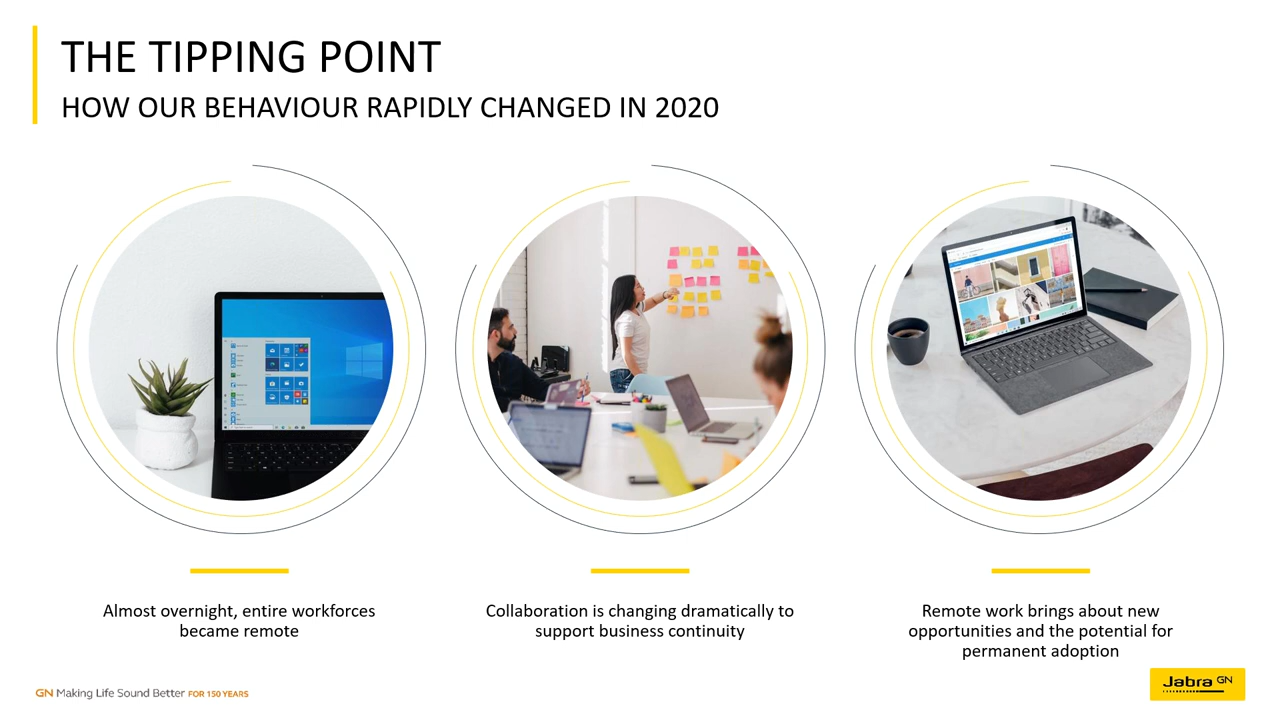 THE TIPPING POINT
HOW OUR BEHAVIOUR RAPIDLY CHANGED IN 2020
Almost overnight, entire workforces
became remote
Collaboration is changing dramatically to
support business continuity
Remote work brings about new
opportunities and the potential for
permanent adoption
GN Making Life Sound Better FOR 150 YEARS
Jabra GN